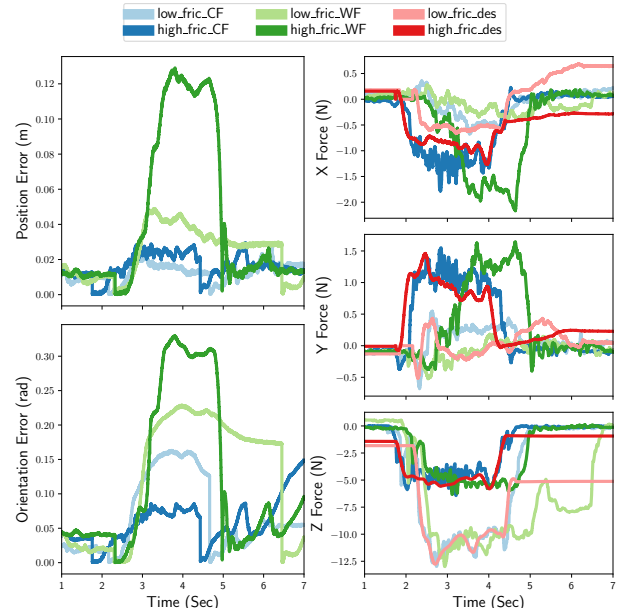 low_fric_CF low_fric_WF low_fric_des
high_fric_CF high_fric_WF high_fric_des
Position Error (m)
0.12
0.10
0.08
0.06
0.04
0.02
0.00
X Force (N)
0.5
0.0
−0.5
−1.0
−1.5
−2.0
Y Force (N)
1.5
1.0
0.5
0.0
−0.5
Orientation Error (rad)
0.30
0.25
0.20
0.15
0.10
0.05
0.00
1 2 3 4 5 6 7
Time (Sec)
Z Force (N)
0.0
−2.5
−5.0
−7.5
−10.0
−12.5
1 2 3 4 5 6 7
Time (Sec)